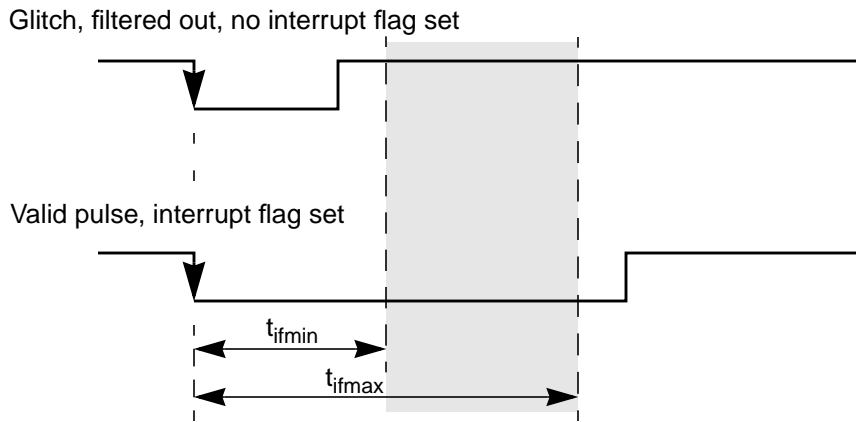 Glitch, filtered out, no interrupt flag set
Valid pulse, interrupt flag set
tifmin
tifmax